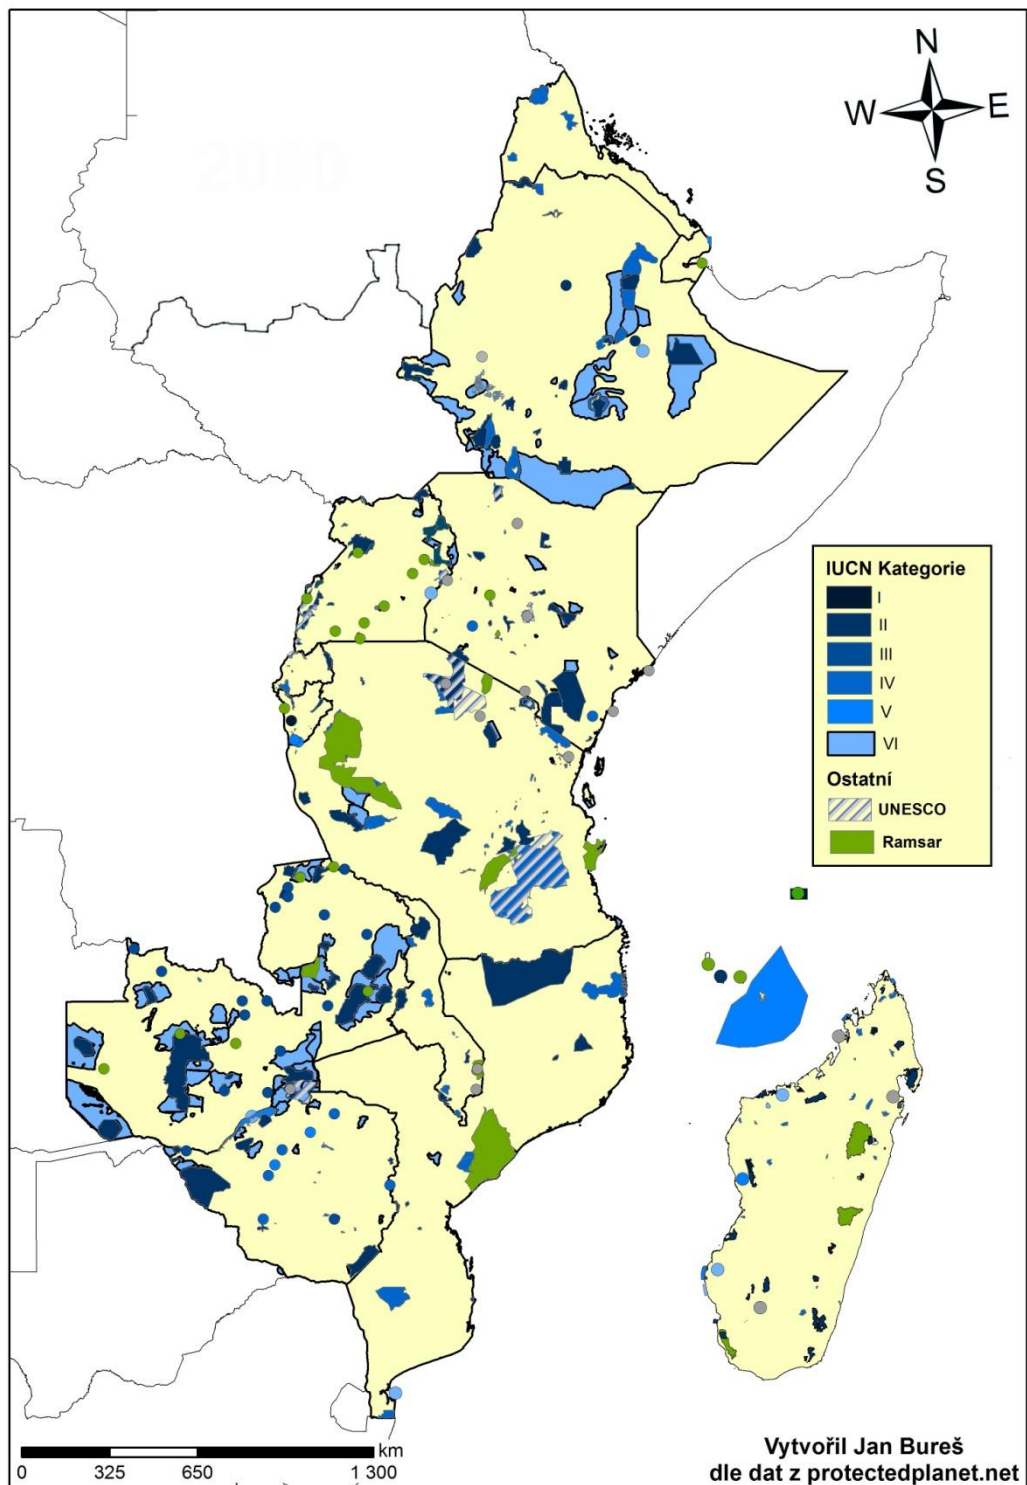 N
W E
S
IUCN Kategorie
I
II
III
IV
V
VI
Ostatní
UNESCO
Ramsar
km
0 325 650 1 300
Vytvořil Jan Bureš
dle dat z protectedplanet.net